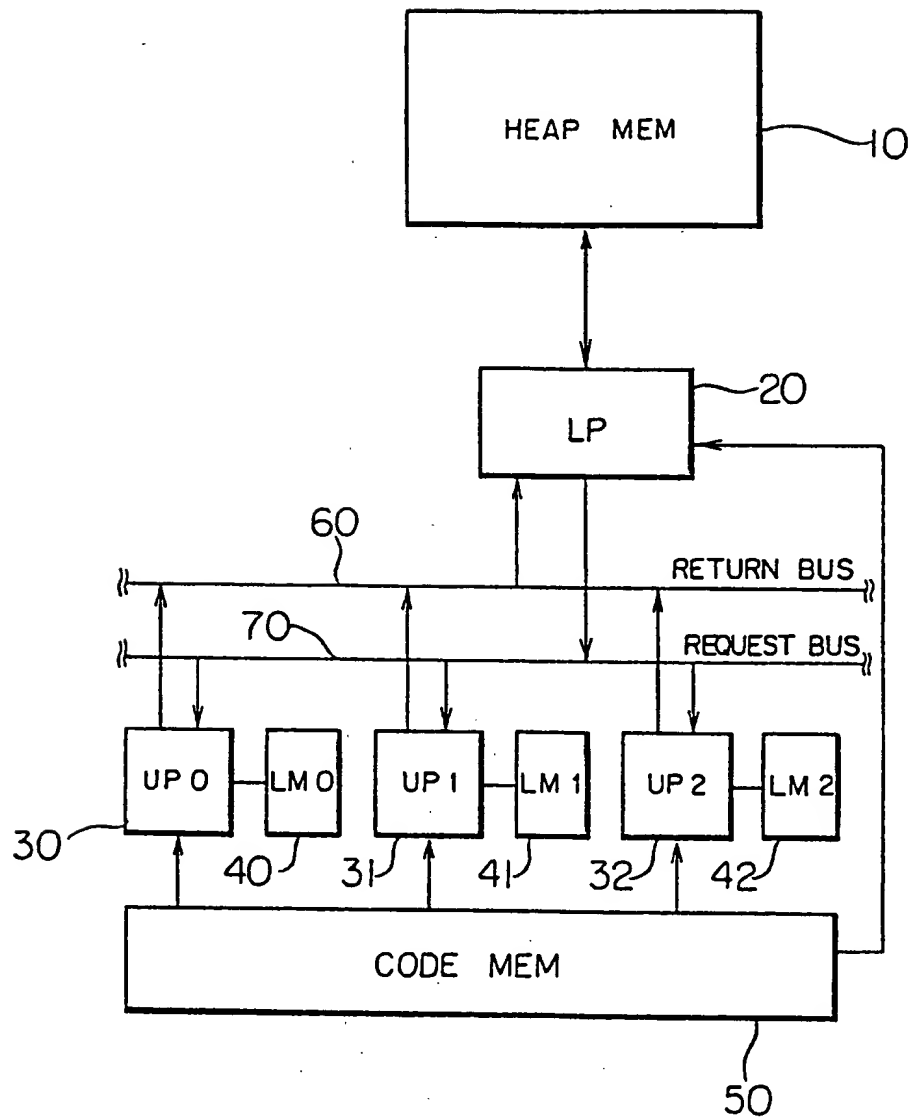 HEAP MEM
10
20
LP
60
RETURN BUS
70
REQUEST BUS
UP 0
LM 0
UP 1
LM 1
UP 2
LM 2
30
40
31
41
32
42
CODE MEM
50